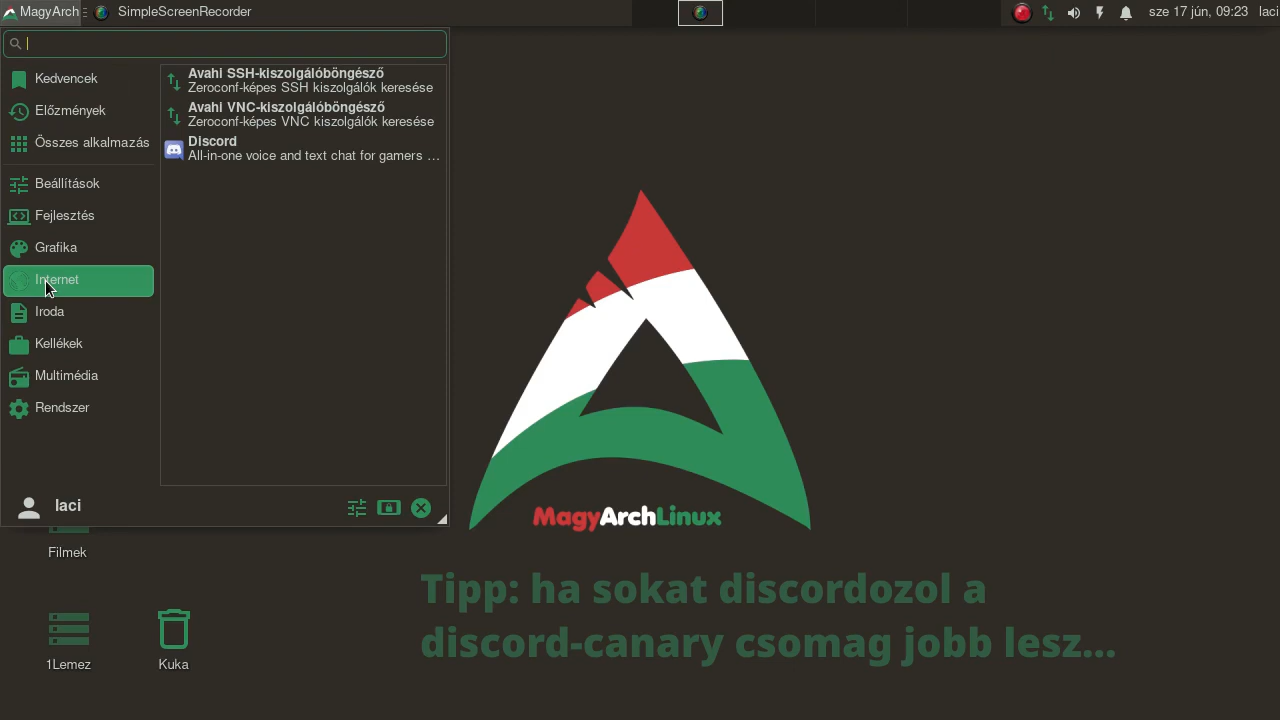 MagyArch
SimpleScreenRecorder
sze 17 jún, 09:23
laci
Kedvencek
Előzmények
Összes alkalmazás
Beállítások
Fejlesztés
Grafika
Internet
Iroda
Kellékek
Multimédia
Rendszer
Avahi SSH-kiszolgálóböngésző
Zeroconf-képes SSH kiszolgálók keresése
Avahi VNC-kiszolgálóböngésző
Zeroconf-képes VNC kiszolgálók keresése
Discord
All-in-one voice and text chat for gamers …
laci
MagyArchLinux
Filmek
1Lemez
Kuka
Tipp: ha sokat discordozol a
discord-canary csomag jobb lesz...